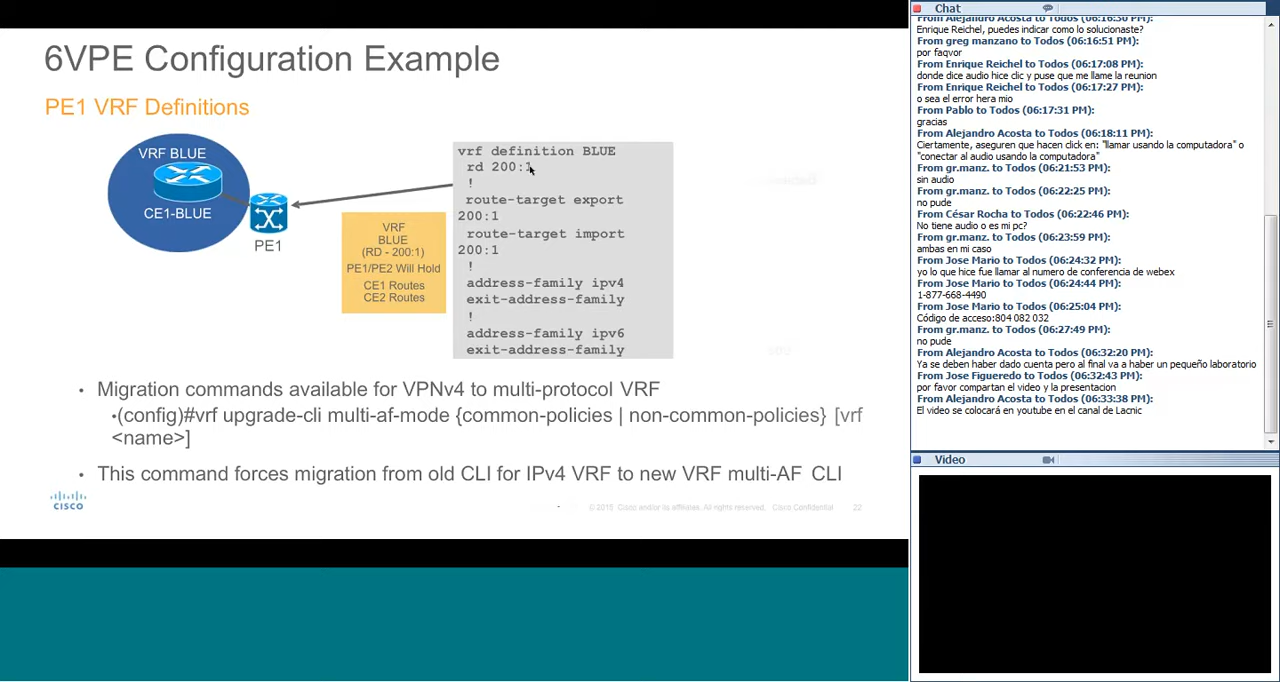 6VPE Configuration Example
PE1 VRF Definitions
VRF BLUE
CE1-BLUE
PE1
VRF
BLUE
(RD - 200:1)
PE1/PE2 Will Hold
CE1 Routes
CE2 Routes
vrf definition BLUE
rd 200:1
!
route-target export
200:1
route-target import
200:1
!
address-family ipv4
exit-address-family
!
address-family ipv6
exit-address-family
• Migration commands available for VPNv4 to multi-protocol VRF
•(config)#vrf upgrade-cli multi-af-mode {common-policies | non-common-policies} [vrf
<name>]
• This command forces migration from old CLI for IPv4 VRF to new VRF multi-AF CLI
CISCO
© 2015 Cisco and/or its affiliates. All rights reserved. Cisco Confidential
22
Chat
From Alejandro Acosta to Todos (06:16:30 PM):
Enrique Reichel, puedes indicar como lo solucionaste?
From greg manzano to Todos (06:16:51 PM):
por faqvor
From Enrique Reichel to Todos (06:17:08 PM):
donde dice audio hice clic y puse que me llame la reunion
From Enrique Reichel to Todos (06:17:27 PM):
o sea el error hera mio
From Pablo to Todos (06:17:31 PM):
gracias
From Alejandro Acosta to Todos (06:18:11 PM):
Ciertamente, aseguren que hacen click en: "llamar usando la computadora" o
"conectar al audio usando la computadora"
From gr.manz. to Todos (06:21:53 PM):
sin audio
From gr.manz. to Todos (06:22:25 PM):
no pude
From César Rocha to Todos (06:22:46 PM):
No tiene audio o es mi pc?
From gr.manz. to Todos (06:23:59 PM):
ambas en mi caso
From Jose Mario to Todos (06:24:32 PM):
yo lo que hice fue llamar al numero de conferencia de webex
From Jose Mario to Todos (06:24:44 PM):
1-877-668-4490
From Jose Mario to Todos (06:25:04 PM):
Código de acceso:804 082 032
From gr.manz. to Todos (06:27:49 PM):
no pude
From Alejandro Acosta to Todos (06:32:20 PM):
Ya se deben haber dado cuenta pero al final va a haber un pequeño laboratorio
From Jose Figueredo to Todos (06:32:43 PM):
por favor compartan el video y la presentacion
From Alejandro Acosta to Todos (06:33:38 PM):
El video se colocará en youtube en el canal de Lacnic
Video